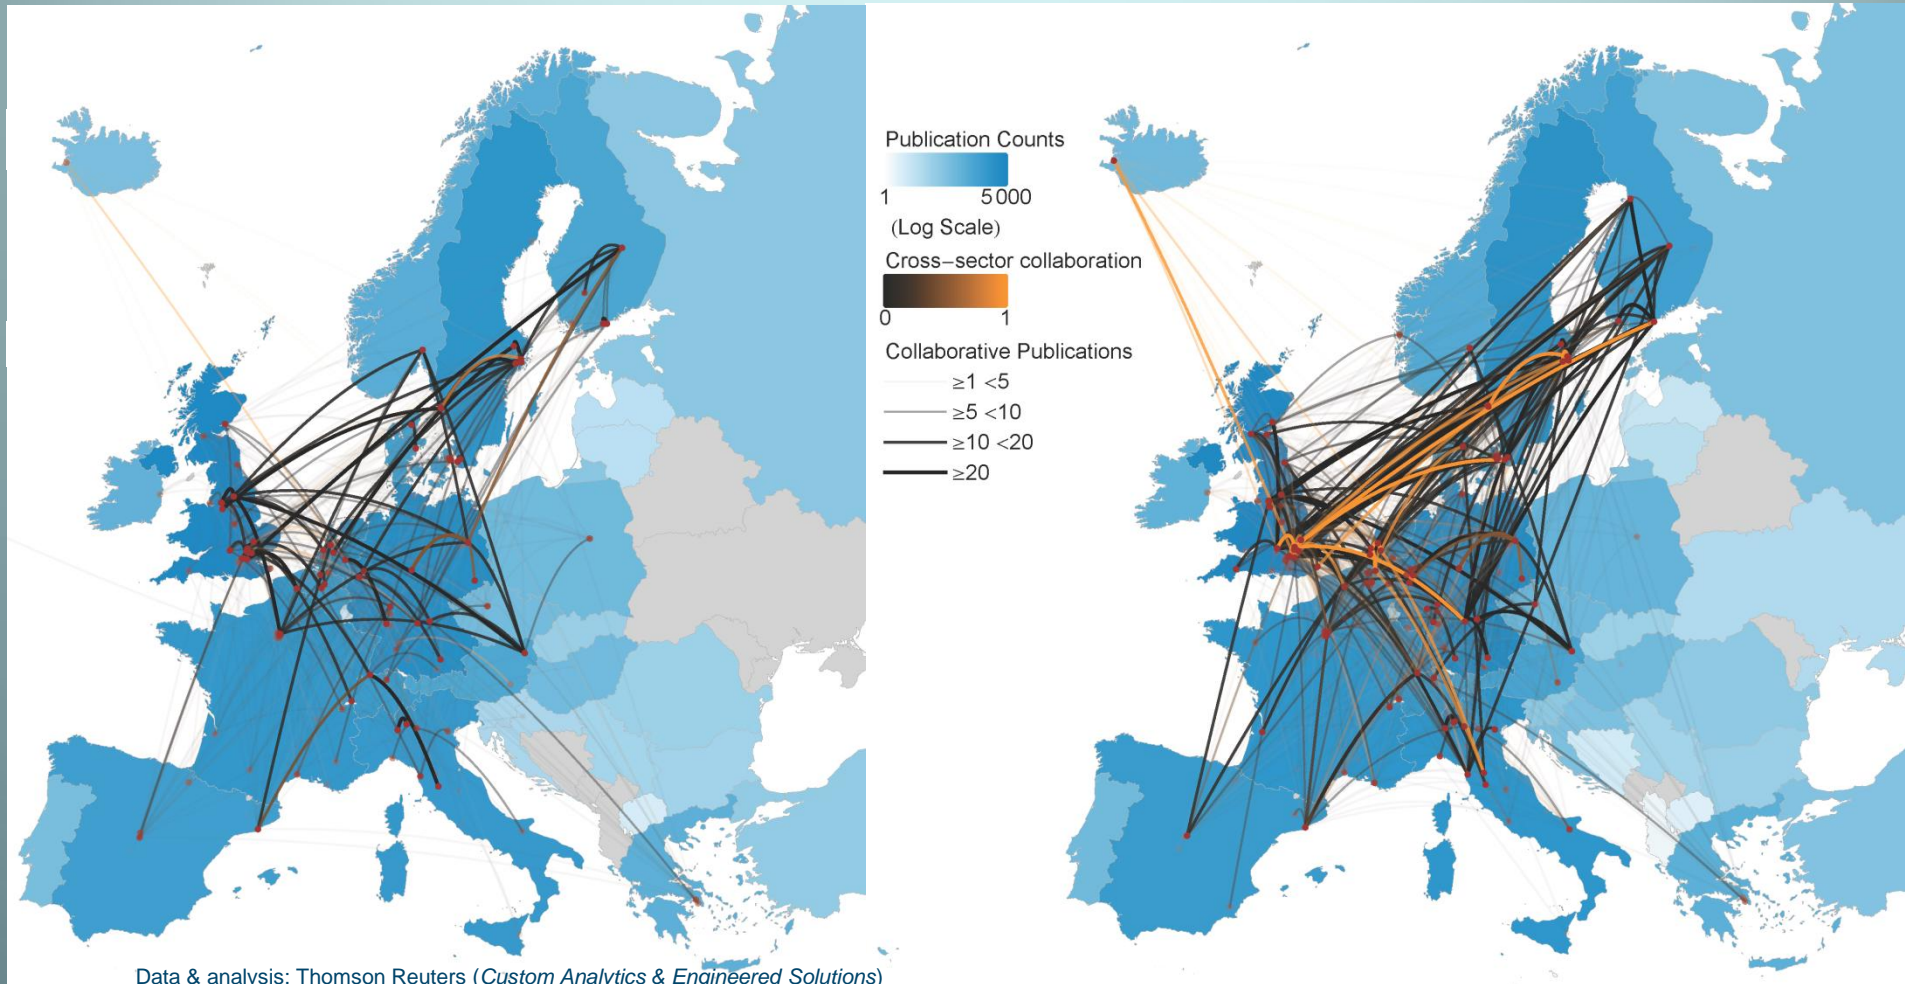 Publication Counts
1 5 000
(Log Scale)
Cross−sector collaboration
0 1
Collaborative Publications
≥1 <5
≥5 <10
≥10 <20
≥20
Data & analysis: Thomson Reuters (Custom Analytics & Engineered Solutions)